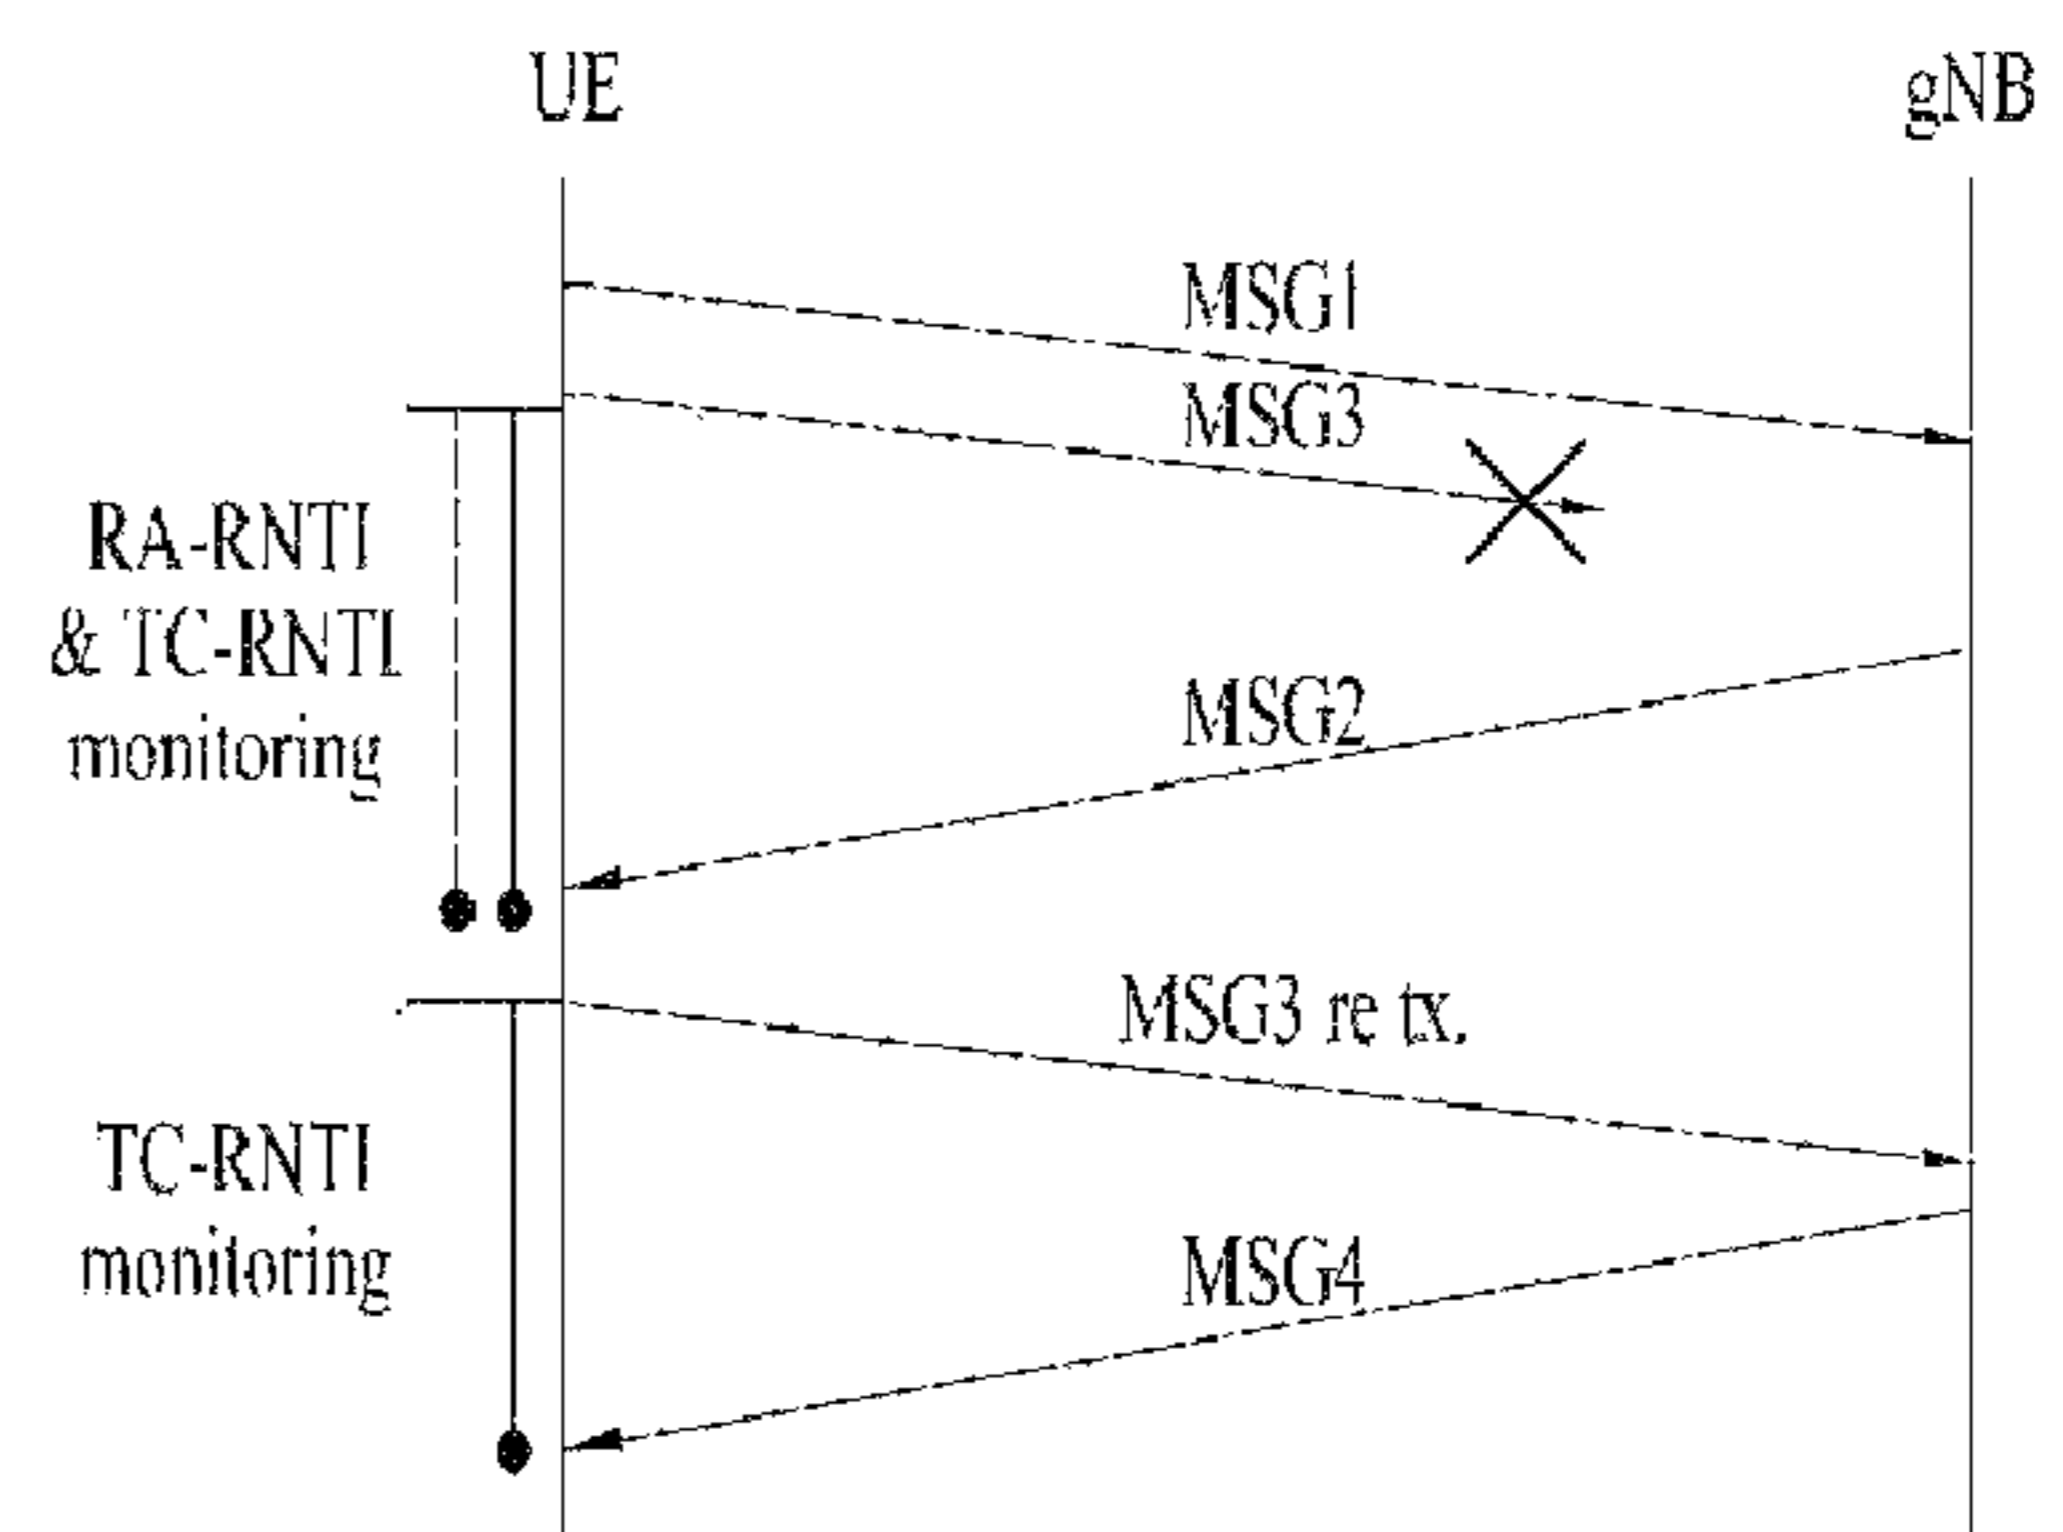 UE
gNB
MSG1
MSG3
RA-RNTI
& TC-RNTI
monitoring
MSG2
MSG3 re tx.
TC-RNTI
monitoring
MSG4